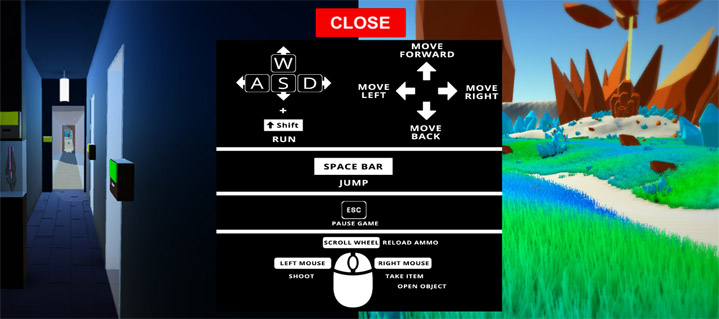 CLOSE
W
A S D
+
Shift
RUN
MOVE
FORWARD
MOVE
LEFT
MOVE
RIGHT
MOVE
BACK
SPACE BAR
JUMP
ESC
PAUSE GAME
SCROLL WHEEL RELOAD AMMO
LEFT MOUSE
RIGHT MOUSE
SHOOT
TAKE ITEM
OPEN OBJECT